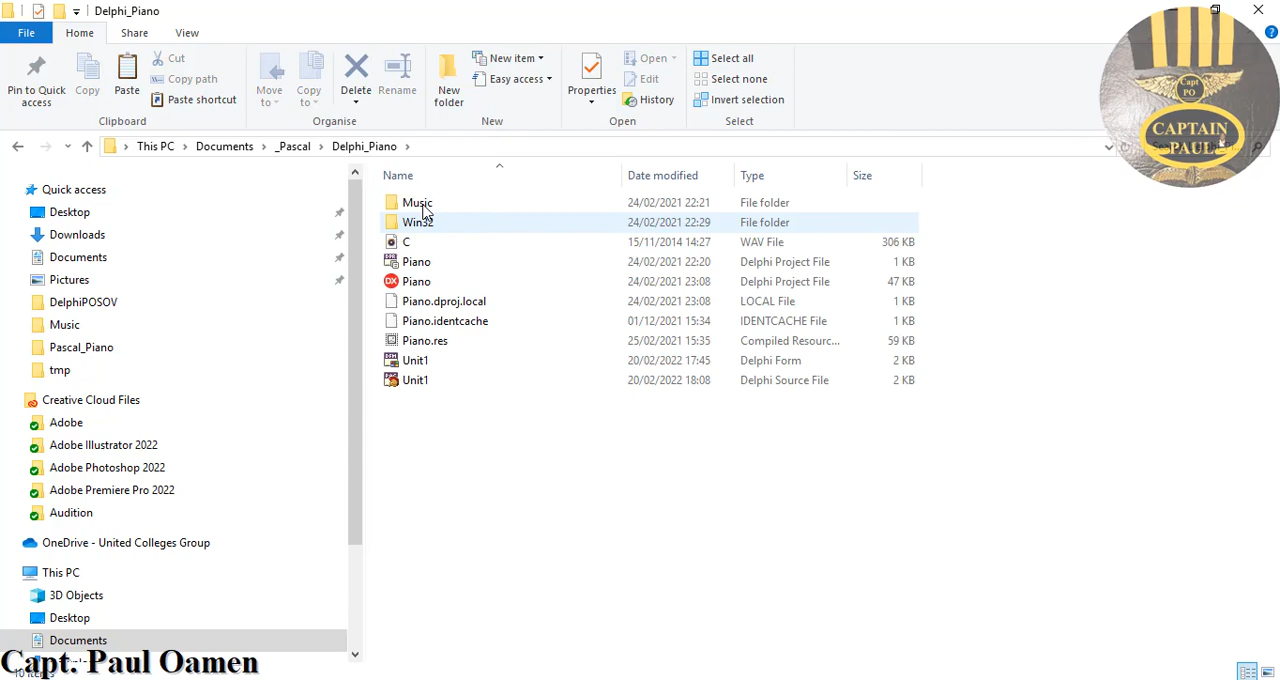 Delphi_Piano
File Home Share View
Pin to Quick access
Copy
Paste
Cut
Copy path
Paste shortcut
Clipboard
Move to
Copy to
Delete
Rename
Organise
New folder
New item
Easy access
New
Properties
Open
Edit
History
Open
Select all
Select none
Invert selection
Select
Capt PO
CAPTAIN PAUL
This PC > Documents > _Pascal > Delphi_Piano >
Name Date modified Type Size
Music 24/02/2021 22:21 File folder
Win32 24/02/2021 22:29 File folder
C 15/11/2014 14:27 WAV File 306 KB
Piano 24/02/2021 22:20 Delphi Project File 1 KB
Piano 24/02/2021 23:08 Delphi Project File 47 KB
Piano.dproj.local 24/02/2021 23:08 LOCAL File 1 KB
Piano.identcache 01/12/2021 15:34 IDENTCACHE File 1 KB
Piano.res 25/02/2021 15:35 Compiled Resourc... 59 KB
Unit1 20/02/2022 17:45 Delphi Form 2 KB
Unit1 20/02/2022 18:08 Delphi Source File 2 KB
Quick access
Desktop
Downloads
Documents
Pictures
DelphiPOSOV
Music
Pascal_Piano
tmp
Creative Cloud Files
Adobe
Adobe Illustrator 2022
Adobe Photoshop 2022
Adobe Premiere Pro 2022
Audition
OneDrive - United Colleges Group
This PC
3D Objects
Desktop
Documents
Capt. Paul Oamen
10 items